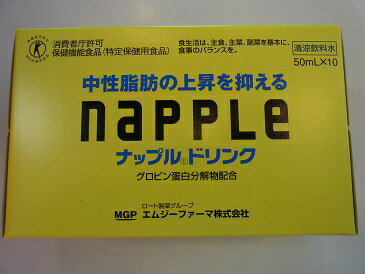 消費者庁許可
保健機能食品(特定保健用食品)
食生活は、主食、主菜、副菜を基本に、
食事のバランスを。
清涼飲料水
50mL×10
中性脂肪の上昇を抑える
naPPLe
ナップル®ドリンク
グロビン蛋白分解物配合
ロート製薬グループ
MGP エムジーファーマ株式会社